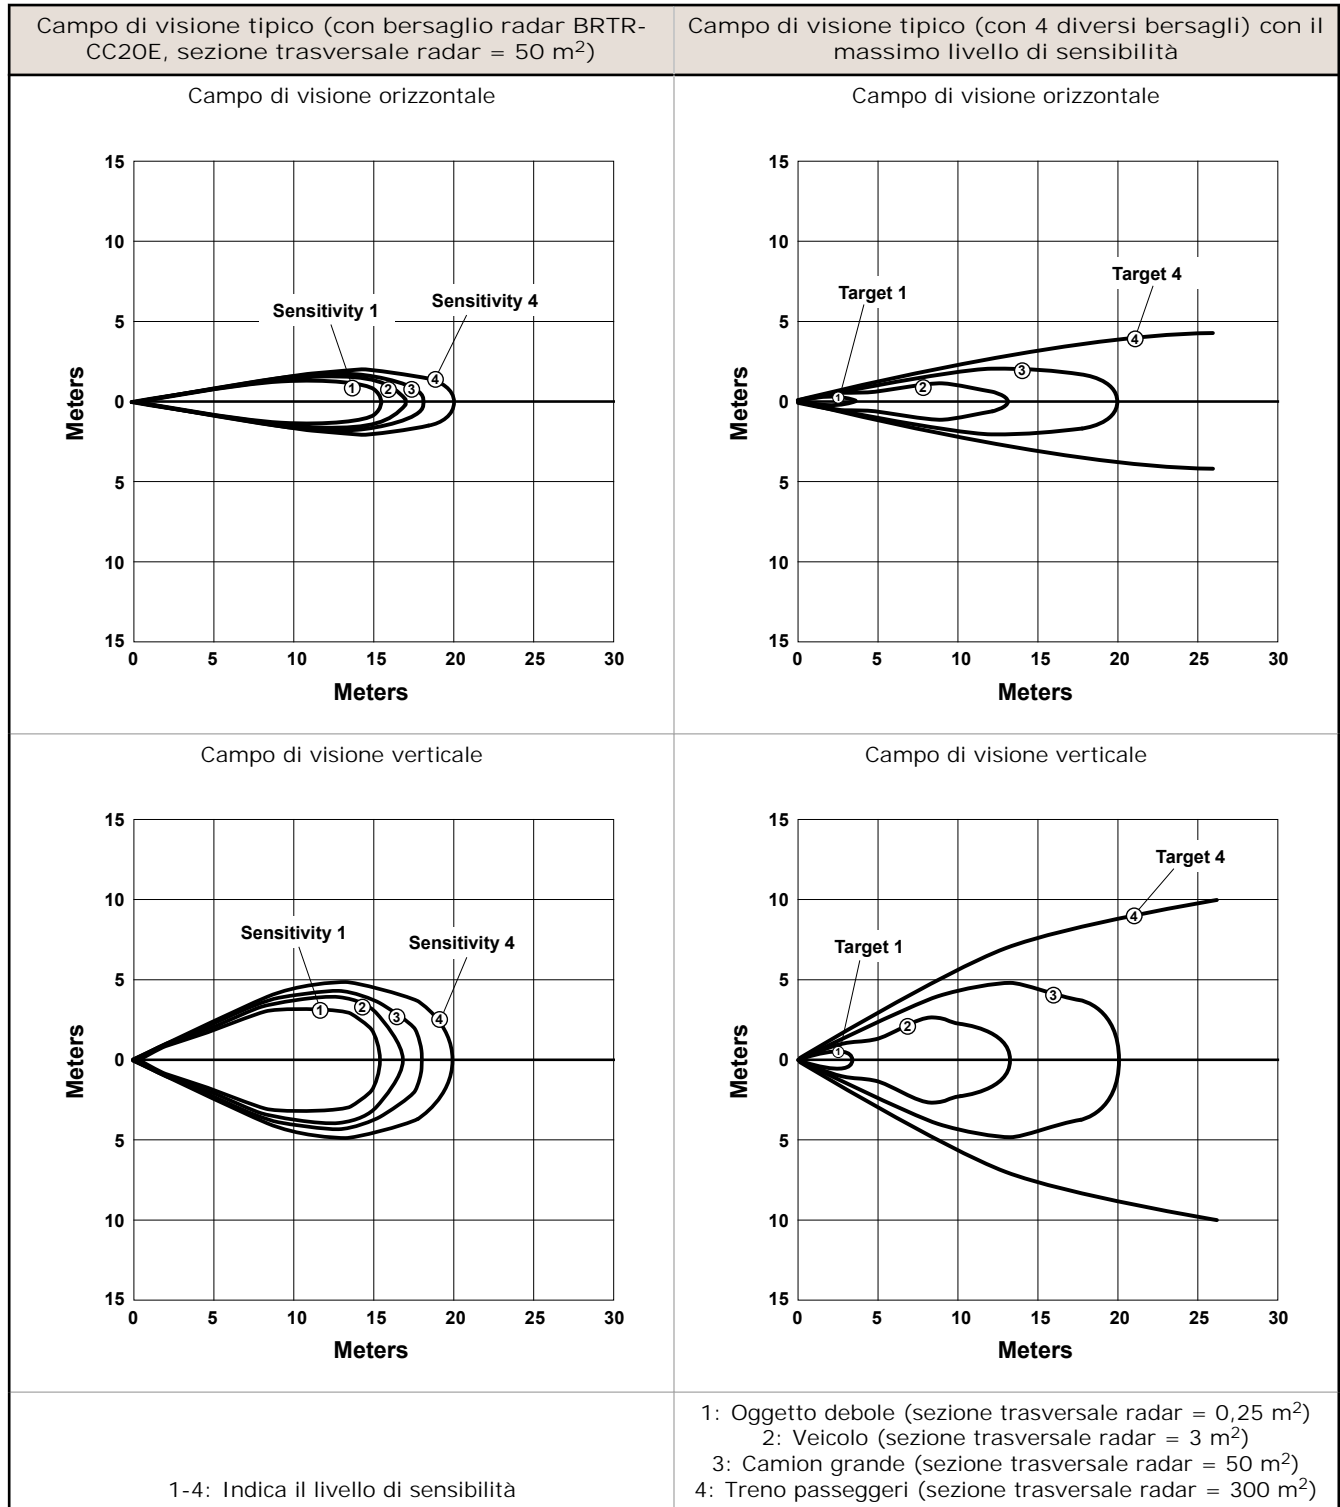 Campo di visione tipico (con bersaglio radar BRTR-
CC20E, sezione trasversale radar = 50 m²)
Campo di visione tipico (con 4 diversi bersagli) con il
massimo livello di sensibilità
Campo di visione orizzontale
15
10
5
0
5
10
15
Meters
Sensitivity 1
Sensitivity 4
1
2
3
4
0 5 10 15 20 25 30
Meters
Campo di visione orizzontale
15
10
5
0
5
10
15
Meters
Target 1
Target 4
1
2
3
4
0 5 10 15 20 25 30
Meters
Campo di visione verticale
15
10
5
0
5
10
15
Meters
Sensitivity 1
Sensitivity 4
1
2
3
4
0 5 10 15 20 25 30
Meters
Campo di visione verticale
15
10
5
0
5
10
15
Meters
Target 4
Target 1
1
2
3
4
0 5 10 15 20 25 30
Meters
1-4: Indica il livello di sensibilità
1: Oggetto debole (sezione trasversale radar = 0,25 m²)
2: Veicolo (sezione trasversale radar = 3 m²)
3: Camion grande (sezione trasversale radar = 50 m²)
4: Treno passeggeri (sezione trasversale radar = 300 m²)